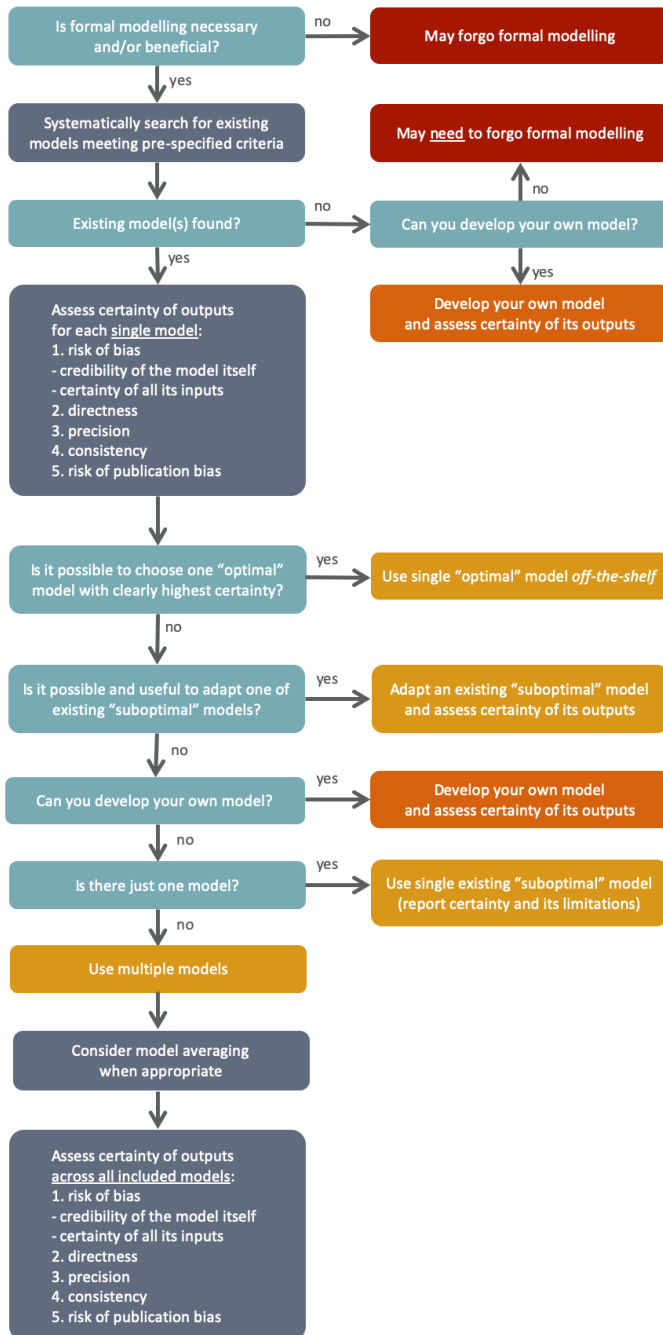 Is formal modelling necessary
and/or beneficial?
no
May forgo formal modelling
yes
Systematically search for existing
models meeting pre-specified criteria
May need to forgo formal modelling
no
Existing model(s) found?
no
Can you develop your own model?
yes
yes
Assess certainty of outputs
for each single model:
1. risk of bias
- credibility of the model itself
- certainty of all its inputs
2. directness
3. precision
4. consistency
5. risk of publication bias
Develop your own model
and assess certainty of its outputs
Is it possible to choose one “optimal”
model with clearly highest certainty?
yes
Use single “optimal” model off-the-shelf
no
Is it possible and useful to adapt one of
existing “suboptimal” models?
yes
Adapt an existing “suboptimal” model
and assess certainty of its outputs
no
Can you develop your own model?
yes
Develop your own model
and assess certainty of its outputs
no
Is there just one model?
yes
Use single existing “suboptimal” model
(report certainty and its limitations)
no
Use multiple models
Consider model averaging
when appropriate
Assess certainty of outputs
across all included models:
1. risk of bias
- credibility of the model itself
- certainty of all its inputs
2. directness
3. precision
4. consistency
5. risk of publication bias